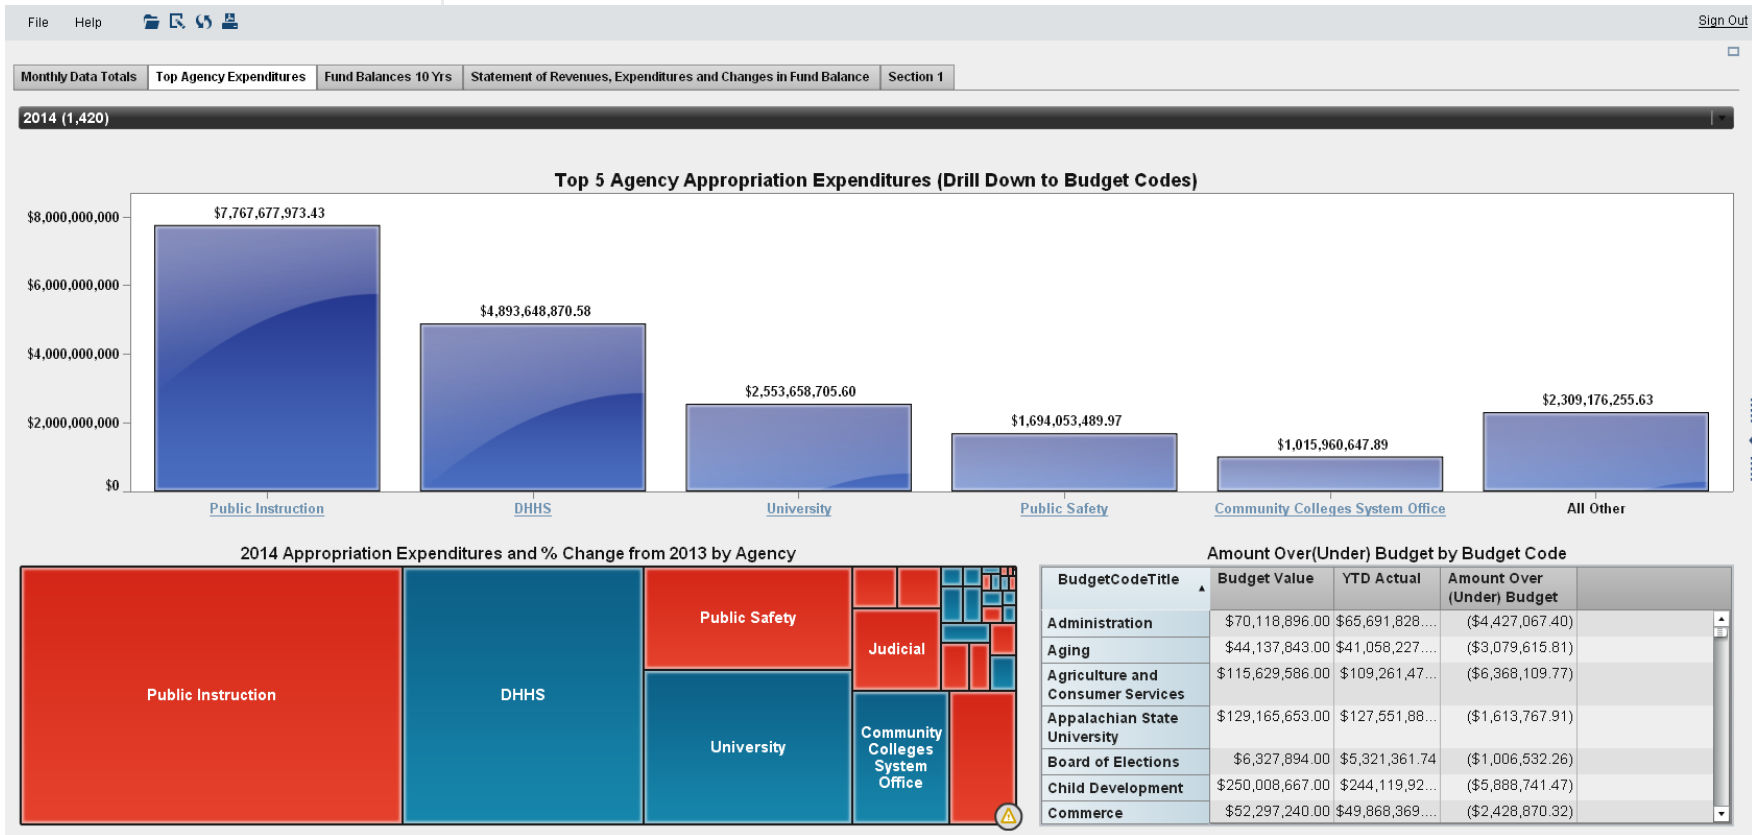 File Help
Sign Out
Monthly Data Totals Top Agency Expenditures Fund Balances 10 Yrs Statement of Revenues, Expenditures and Changes in Fund Balance Section 1
2014 (1,420)
Top 5 Agency Appropriation Expenditures (Drill Down to Budget Codes)
$8,000,000,000
$6,000,000,000
$4,000,000,000
$2,000,000,000
$0
$7,767,677,973.43
$4,893,648,870.58
$2,553,658,705.60
$1,694,053,489.97
$1,015,960,647.89
$2,309,176,255.63
Public Instruction DHHS University Public Safety Community Colleges System Office All Other
2014 Appropriation Expenditures and % Change from 2013 by Agency
Public Instruction
DHHS
Public Safety
University
Judicial
Community
Colleges
System
Office
Amount Over(Under) Budget by Budget Code
BudgetCodeTitle Budget Value YTD Actual Amount Over
(Under) Budget
Administration $70,118,896.00 $65,691,828.... ($4,427,067.40)
Aging $44,137,843.00 $41,058,227.... ($3,079,615.81)
Agriculture and $115,629,586.00 $109,261,47... ($6,368,109.77)
Consumer Services
Appalachian State $129,165,653.00 $127,551,88... ($1,613,767.91)
University
Board of Elections $6,327,894.00 $5,321,361.74 ($1,006,532.26)
Child Development $250,008,667.00 $244,119,92... ($5,888,741.47)
Commerce $52,297,240.00 $49,868,369.... ($2,428,870.32)